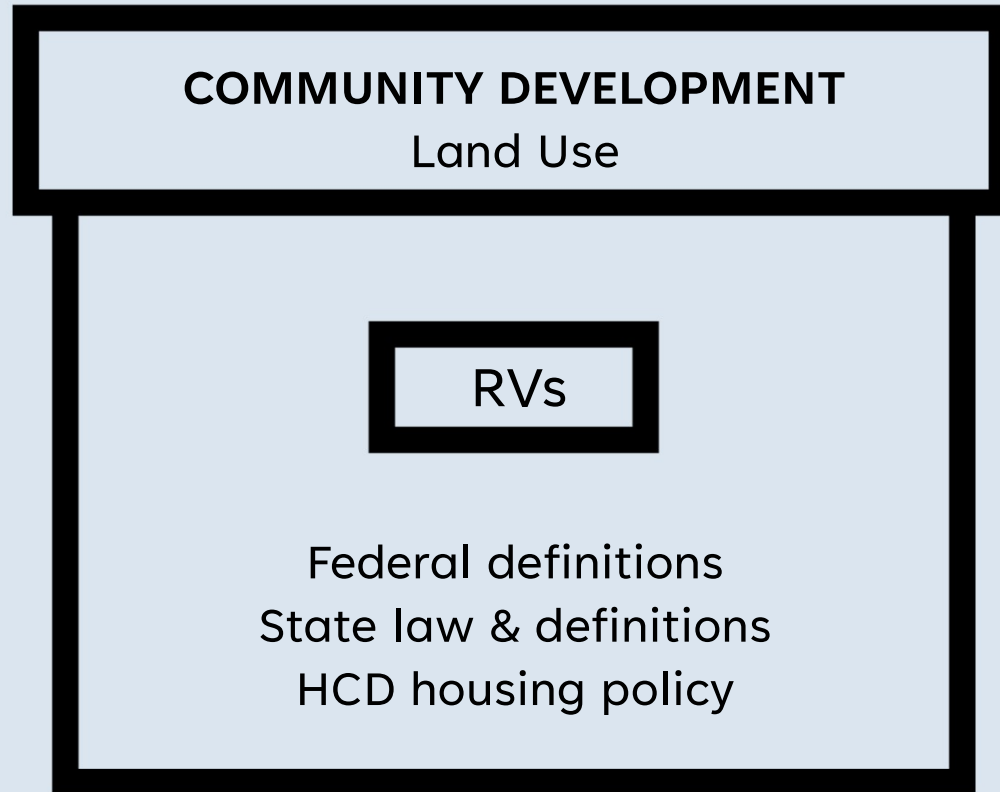 COMMUNITY DEVELOPMENT
Land Use
RVs
Federal definitions
State law & definitions
HCD housing policy